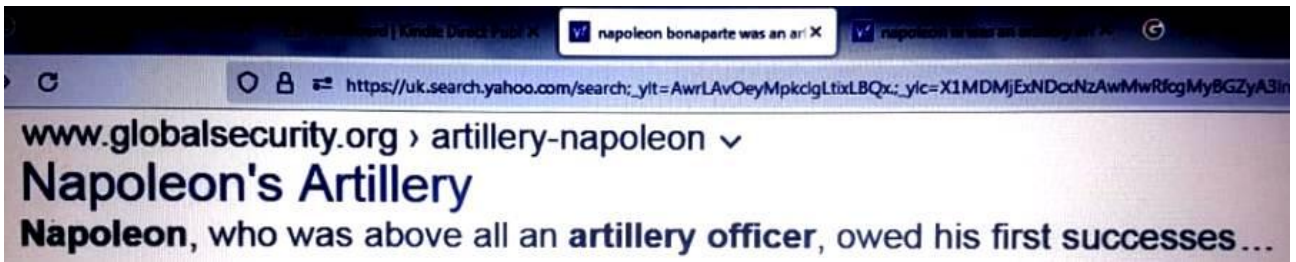 napoleon bonaparte was an ar
https://uk.search.yahoo.com/search;_ylt=AwrLAvOeyMpkcigLtixLBQx.;_ylc=X1MDMjExNDcxNzAwMwRfcgMyBGZyA3In
www.globalsecurity.org › artillery-napoleon
Napoleon's Artillery
Napoleon, who was above all an artillery officer, owed his first successes...